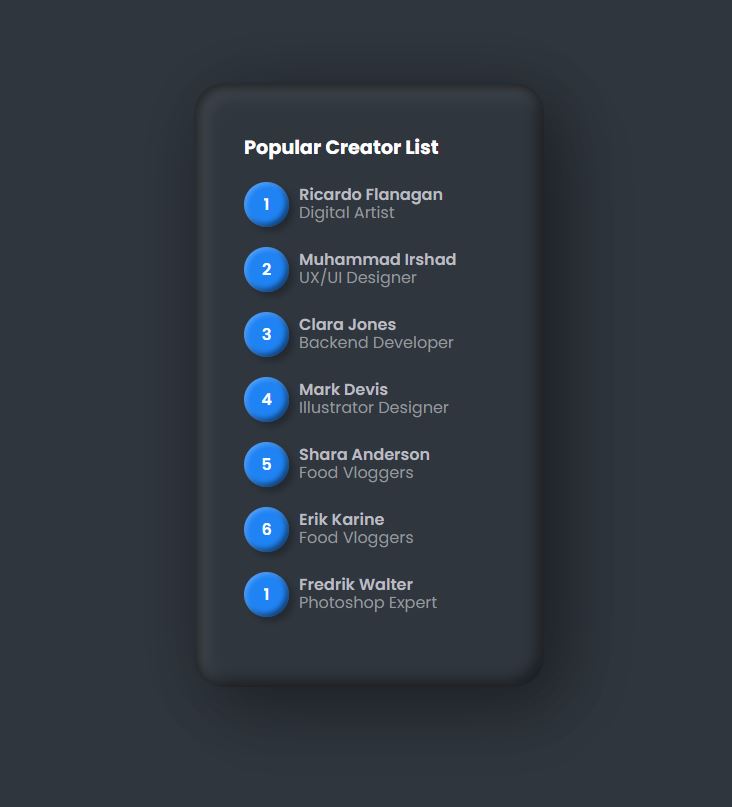 Popular Creator List
1
Ricardo Flanagan
Digital Artist
2
Muhammad Irshad
UX/UI Designer
3
Clara Jones
Backend Developer
4
Mark Devis
Illustrator Designer
5
Shara Anderson
Food Vloggers
6
Erik Karine
Food Vloggers
1
Fredrik Walter
Photoshop Expert